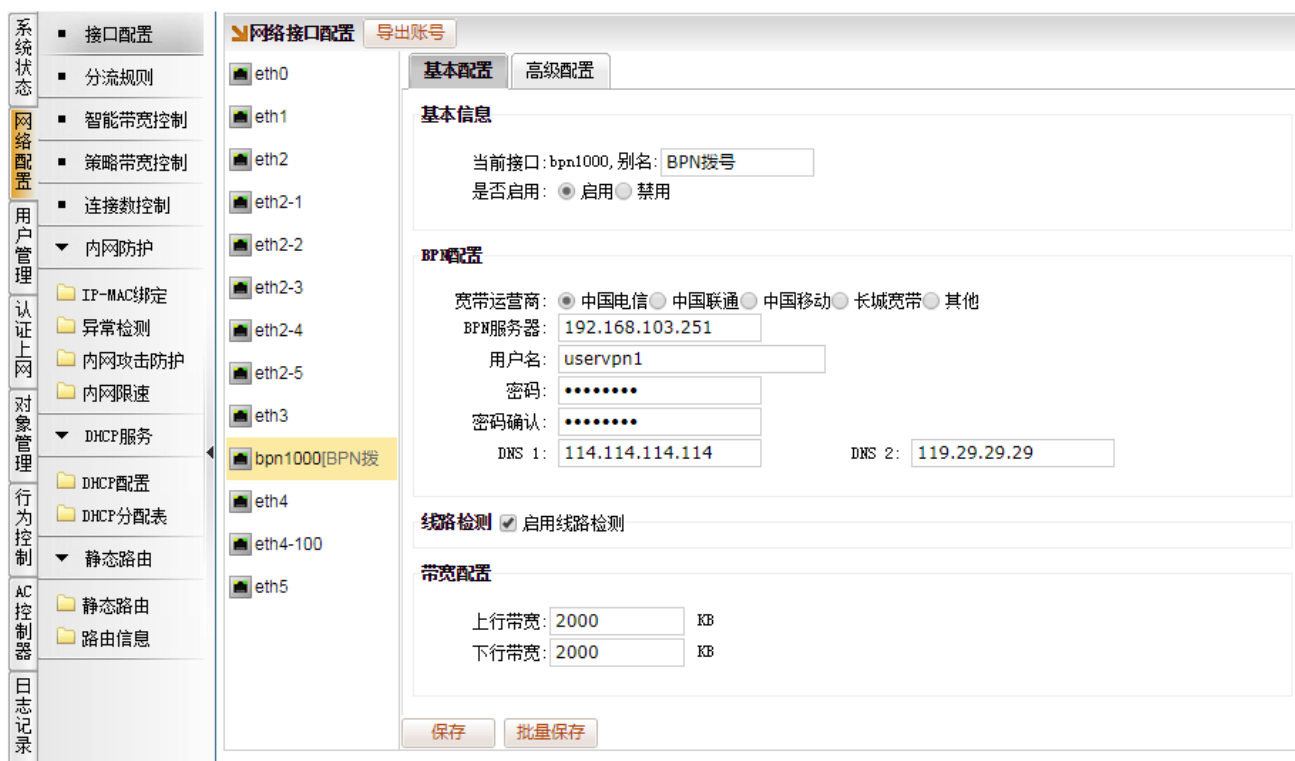 系统状态
网络配置
用户管理
认证上网
对象管理
行为控制
AC控制器
日志记录
接口配置
分流规则
智能带宽控制
策略带宽控制
连接数控制
内网防护
IP-MAC绑定
异常检测
内网攻击防护
内网限速
DHCP服务
DHCP配置
DHCP分配表
静态路由
静态路由
路由信息
网络接口配置 导出账号
eth0
eth1
eth2
eth2-1
eth2-2
eth2-3
eth2-4
eth2-5
eth3
bpn1000[BPN拨
eth4
eth4-100
eth5
基本配置 高级配置
基本信息
当前接口:bpn1000,别名: BPN拨号
是否启用: 启用 禁用
BPN配置
宽带运营商: 中国电信 中国联通 中国移动 长城宽带 其他
BPN服务器: 192.168.103.251
用户名: uservpn1
密码: ••••••••
密码确认: ••••••••
DNS 1: 114.114.114.114 DNS 2: 119.29.29.29
线路检测 启用线路检测
带宽配置
上行带宽: 2000 KB
下行带宽: 2000 KB
保存 批量保存